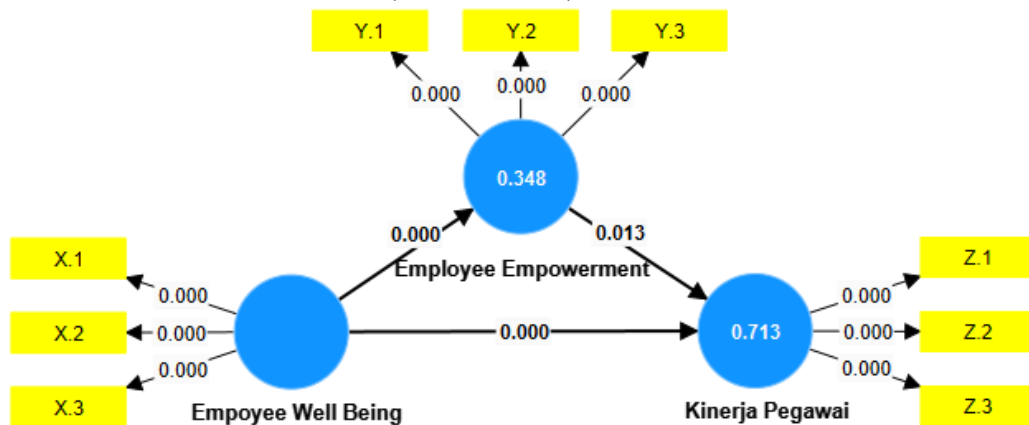 Y.1 Y.2 Y.3
0.000 0.000 0.000
0.348
0.000 0.013
Employee Empowerment
X.1 Z.1
0.000 0.000
X.2 0.000 0.000 0.713 0.000 Z.2
0.000 0.000
X.3 Z.3
Empoyee Well Being Kinerja Pegawai